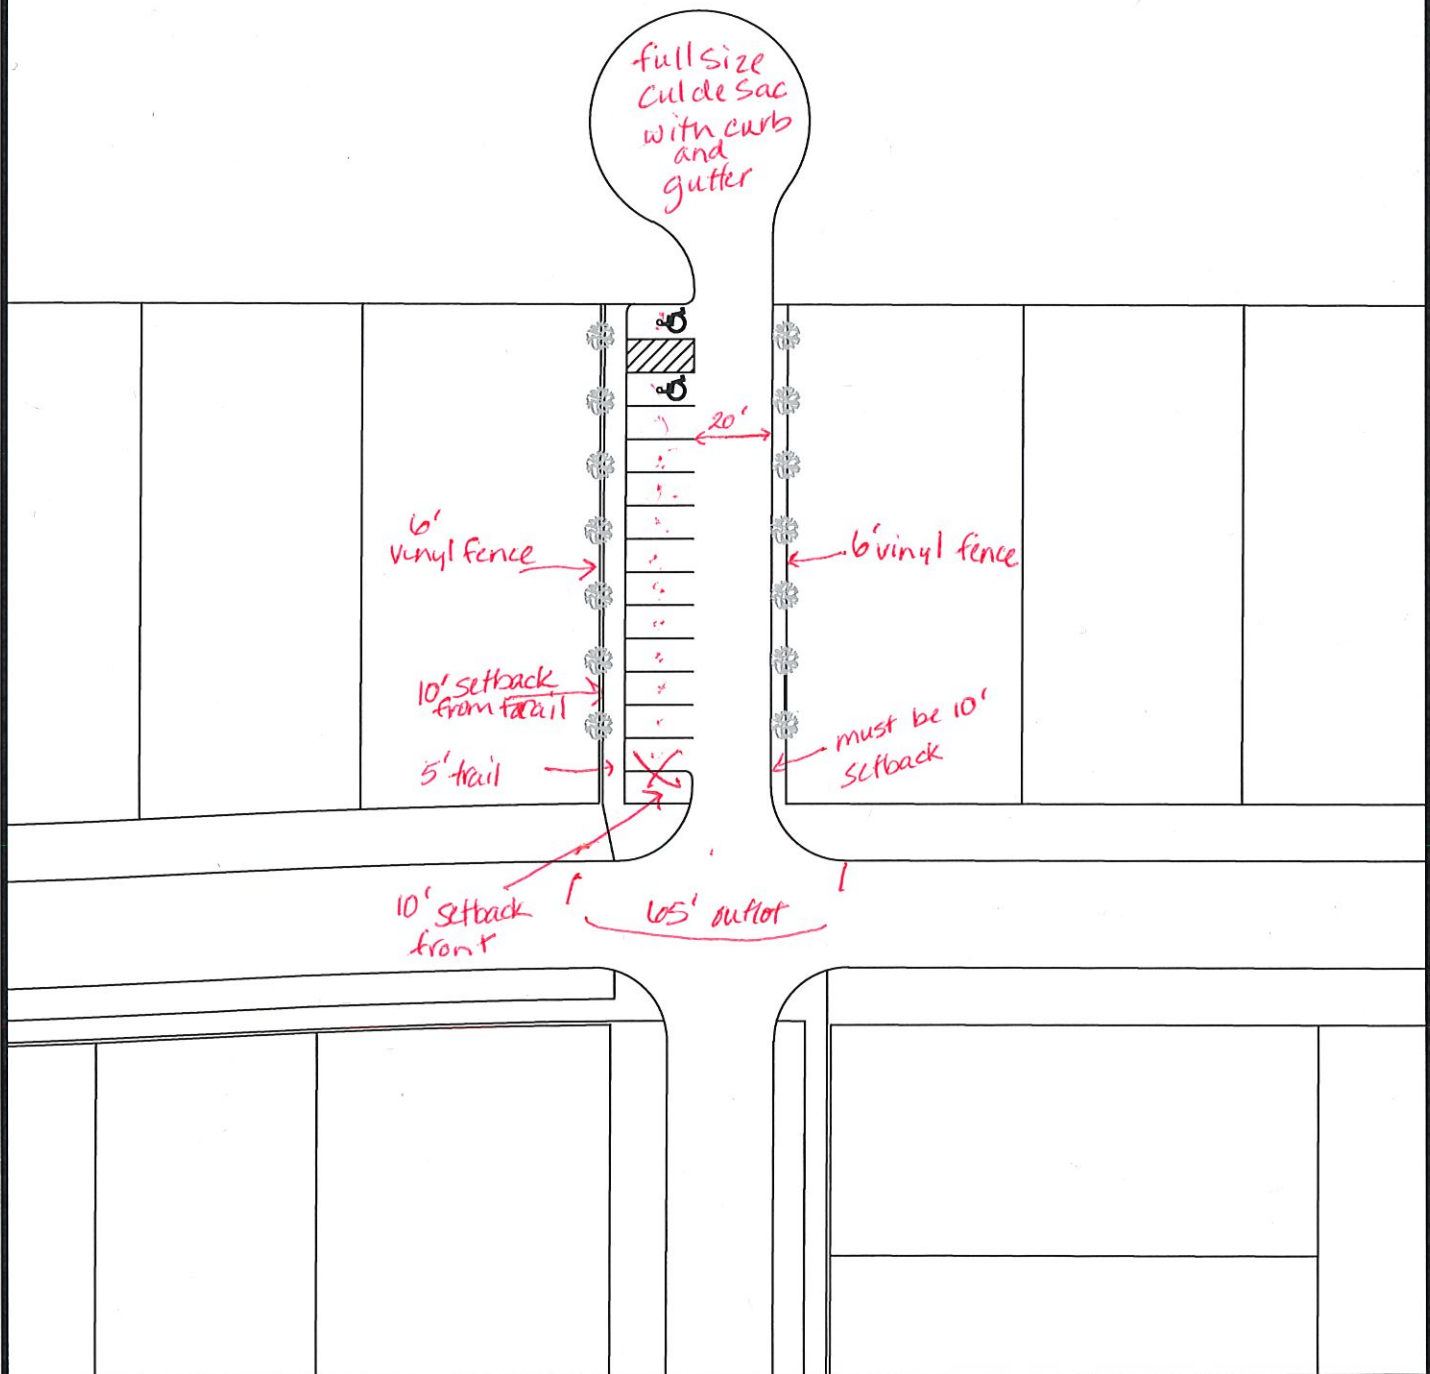 full size
Cul de Sac
with curb
and
gutter
20'
6'
vinyl fence
6' vinyl fence
10' setback
from trail
5' trail
must be 10'
setback
10' setback
front
65' outlot